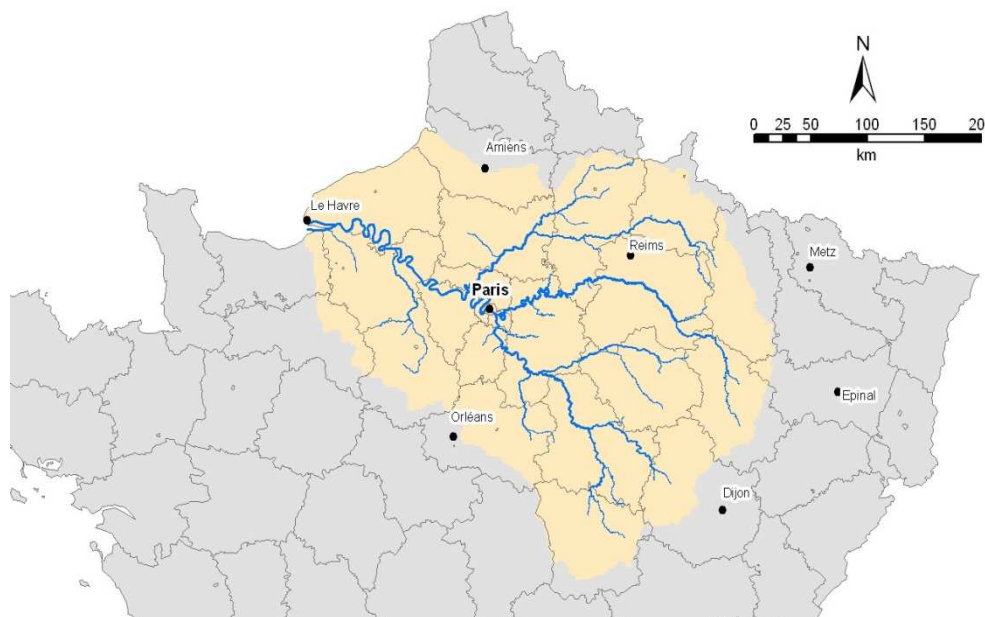 N
0 25 50 100 150 20
km
Amiens
Le Havre
Reims
Metz
Paris
Epinal
Orléans
Dijon